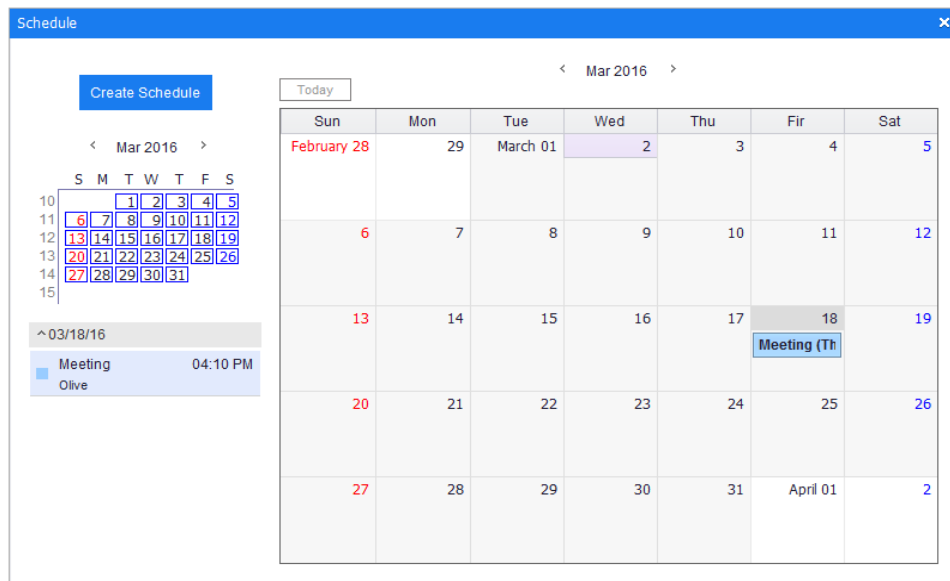 Schedule ×
Create Schedule
< Mar 2016 >
S M T W T F S
10 1 2 3 4 5
11 6 7 8 9 10 11 12
12 13 14 15 16 17 18 19
13 20 21 22 23 24 25 26
14 27 28 29 30 31
15
^ 03/18/16
Meeting 04:10 PM
Olive
< Mar 2016 >
Today
Sun Mon Tue Wed Thu Fir Sat
February 28 29 March 01 2 3 4 5
6 7 8 9 10 11 12
13 14 15 16 17 18 19
Meeting (Th
20 21 22 23 24 25 26
27 28 29 30 31 April 01 2